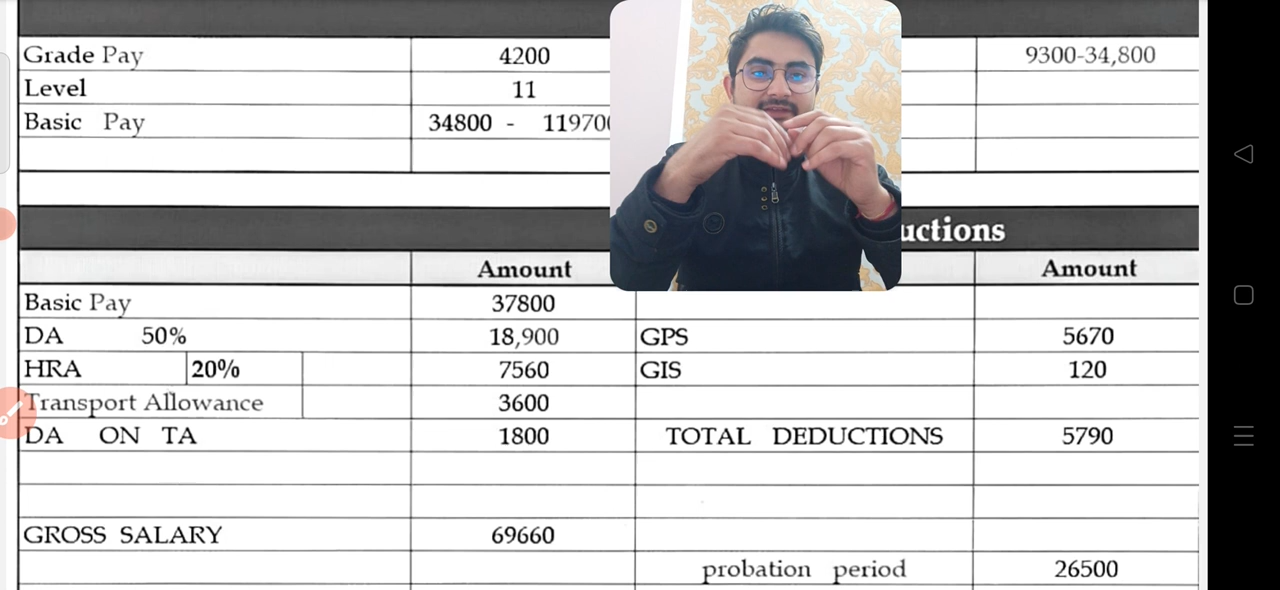 Grade Pay 4200 9300-34,800
Level 11
Basic Pay 34800 - 11970
uctions
Amount Amount
Basic Pay 37800
DA 50% 18,900 GPS 5670
HRA 20% 7560 GIS 120
Transport Allowance 3600
DA ON TA 1800 TOTAL DEDUCTIONS 5790
GROSS SALARY 69660
probation period 26500